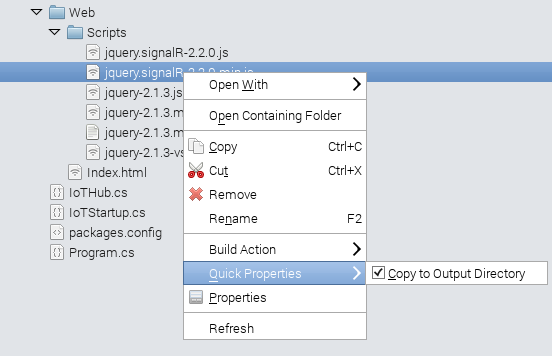 Web
Scripts
jquery.signalR-2.2.0.js
jquery.signalR-2.2.0.min.js
jquery-2.1.3.js
jquery-2.1.3.m
jquery-2.1.3.m
jquery-2.1.3-vs
Index.html
IoTHub.cs
IoTStartup.cs
packages.config
Program.cs
Open With
Open Containing Folder
Copy Ctrl+C
Cut Ctrl+X
Remove
Rename F2
Build Action
Quick Properties
Copy to Output Directory
Properties
Refresh